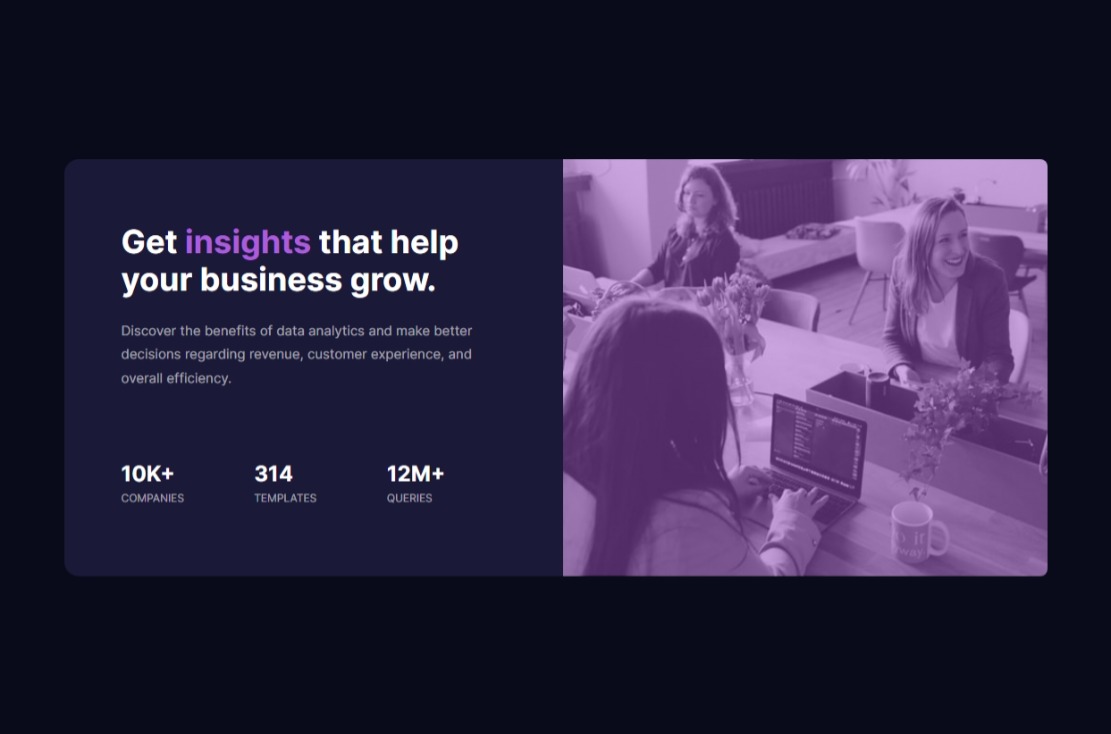 Get insights that help
your business grow.
Discover the benefits of data analytics and make better
decisions regarding revenue, customer experience, and
overall efficiency.
10K+ 314 12M+
COMPANIES TEMPLATES QUERIES